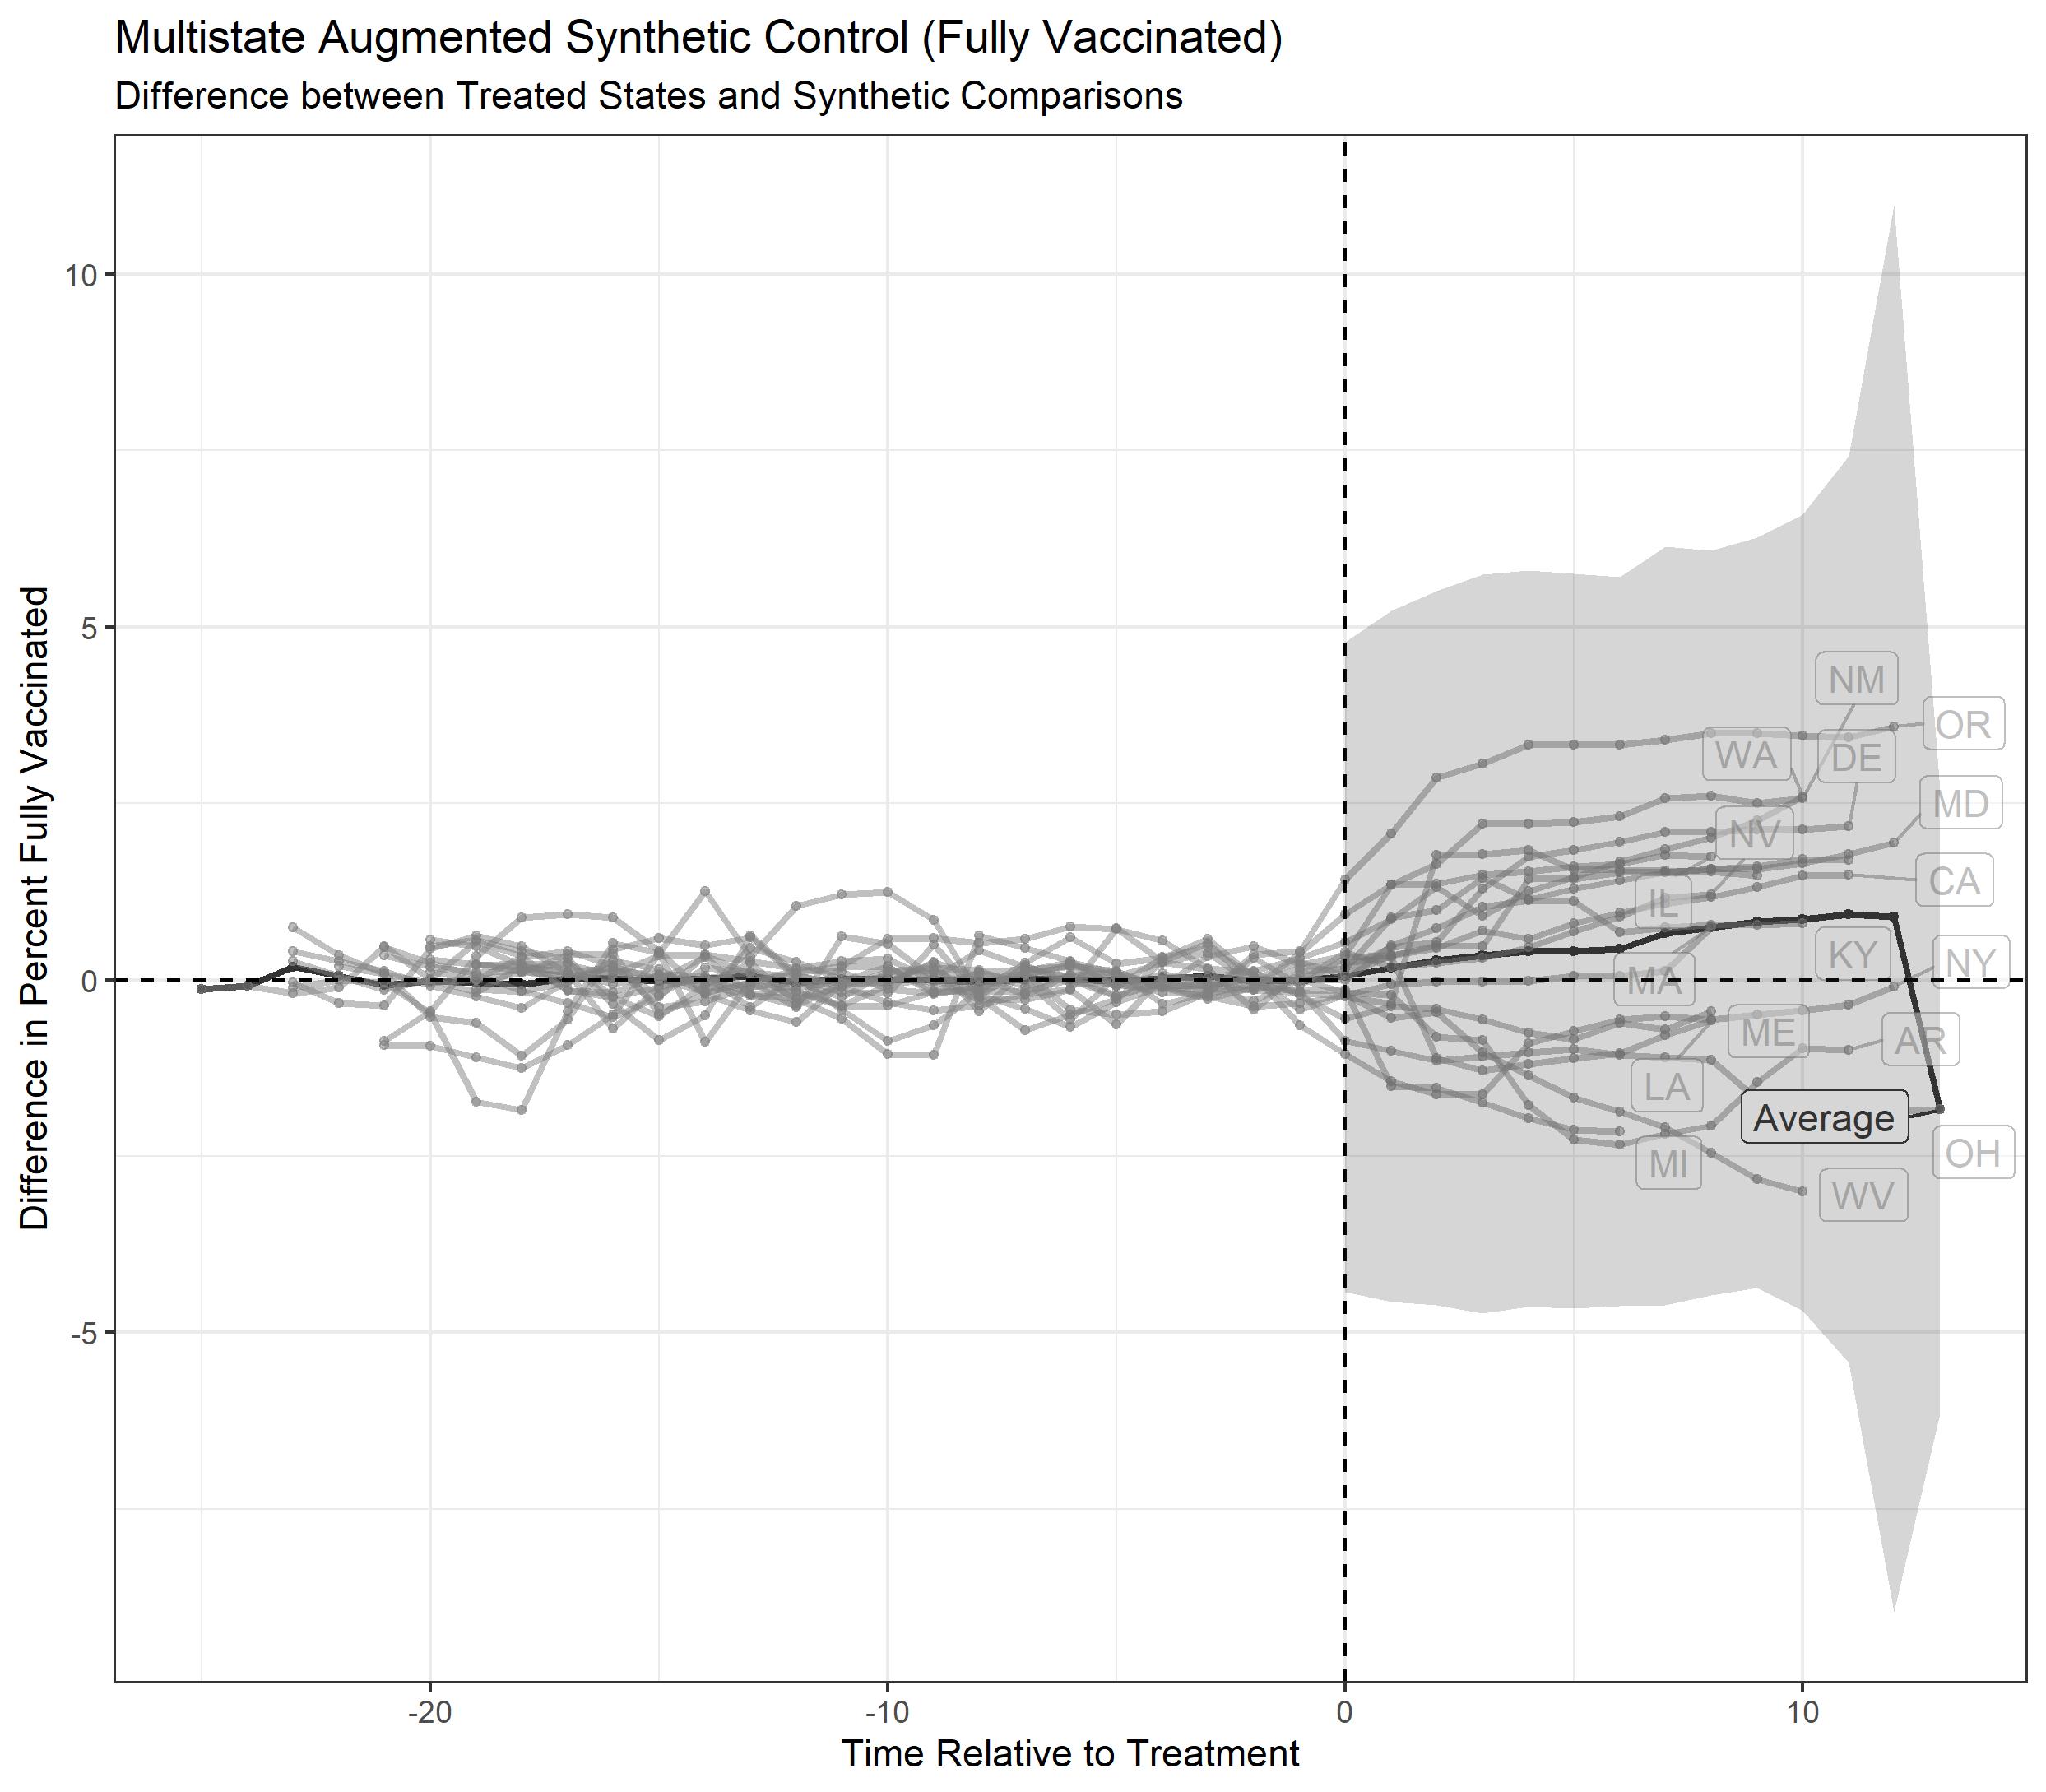 Multistate Augmented Synthetic Control (Fully Vaccinated)
Difference between Treated States and Synthetic Comparisons
Difference in Percent Fully Vaccinated
10
5
0
-5
NM
OR
WA
DE
MD
NV
CA
IL
KY
NY
MA
ME
AR
LA
Average
OH
MI
WV
-20
-10
0
10
Time Relative to Treatment